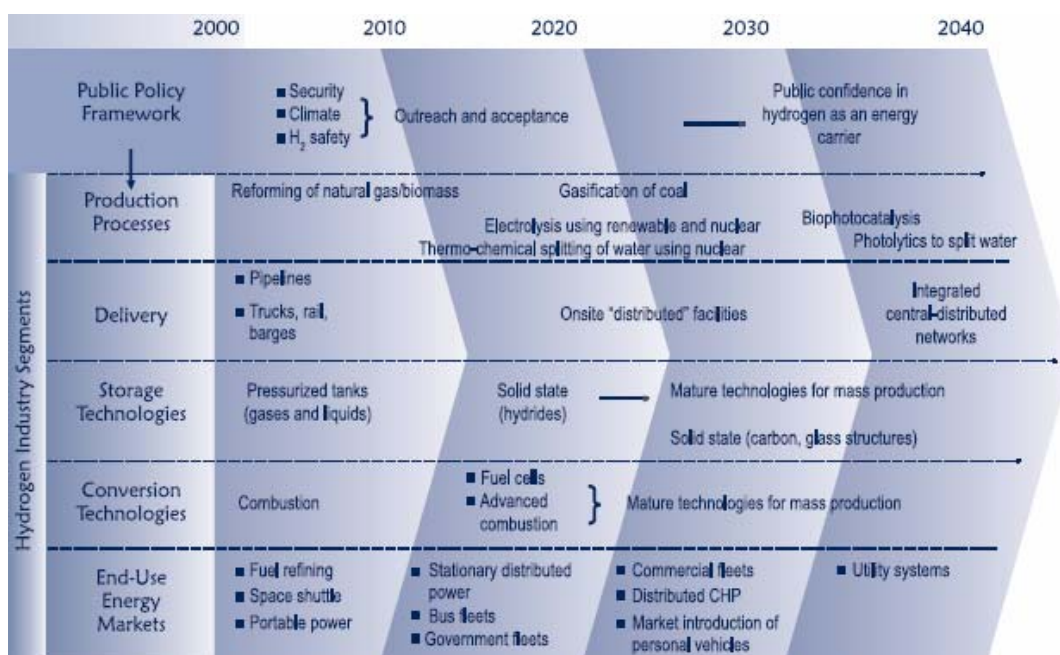 2000 2010 2020 2030 2040
Public Policy
Framework
■ Security
■ Climate
■ H₂ safety
Outreach and acceptance
Public confidence in
hydrogen as an energy
carrier
Hydrogen Industry Segments
Production
Processes
Reforming of natural gas/biomass
Gasification of coal
Electrolysis using renewable and nuclear
Thermo-chemical splitting of water using nuclear
Biophotocatalysis
Photolytics to split water
Delivery
■ Pipelines
■ Trucks, rail,
barges
Onsite "distributed" facilities
Integrated
central-distributed
networks
Storage
Technologies
Pressurized tanks
(gases and liquids)
Solid state
(hydrides)
Mature technologies for mass production
Solid state (carbon, glass structures)
Conversion
Technologies
Combustion
■ Fuel cells
■ Advanced
combustion
Mature technologies for mass production
End-Use
Energy
Markets
■ Fuel refining
■ Space shuttle
■ Portable power
■ Stationary distributed
power
■ Bus fleets
■ Government fleets
■ Commercial fleets
■ Distributed CHP
■ Market introduction of
personal vehicles
■ Utility systems